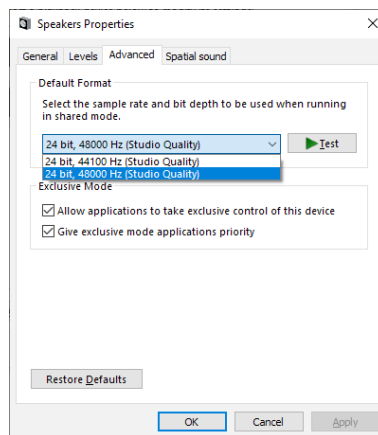 Speakers Properties
General Levels Advanced Spatial sound
Default Format
Select the sample rate and bit depth to be used when running
in shared mode.
24 bit, 48000 Hz (Studio Quality)
Test
24 bit, 44100 Hz (Studio Quality)
24 bit, 48000 Hz (Studio Quality)
Exclusive Mode
Allow applications to take exclusive control of this device
Give exclusive mode applications priority
Restore Defaults
OK Cancel Apply